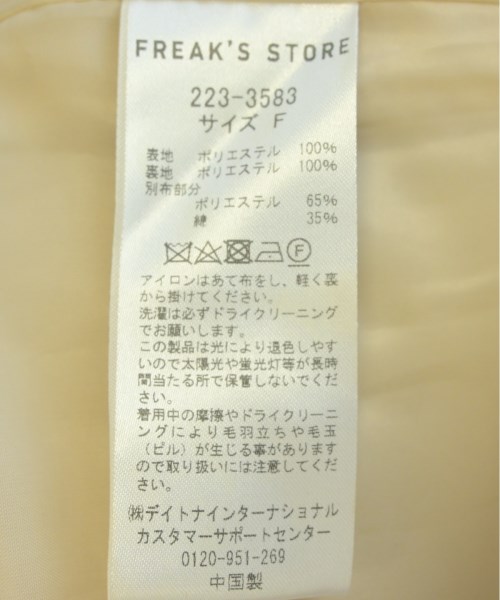 FREAK'S STORE
223-3583
サイズ F
表地 ポリエステル 100%
裏地 ポリエステル 100%
別布部分
ポリエステル 65%
綿 35%
F
アイロンはあて布をし、軽く裏
から掛けてください。
洗濯は必ずドライクリーニング
でお願いします。
この製品は光により退色しやす
いので太陽光や蛍光灯等が長時
間当たる所で保管しないでくだ
さい。
着用中の摩擦やドライクリーニ
ングにより毛羽立ちや毛玉
(ピル)が生じる事があります
ので取り扱いには注意してくだ
さい。
㈱デイトナインターナショナル
カスタマーサポートセンター
0120-951-269
中国製